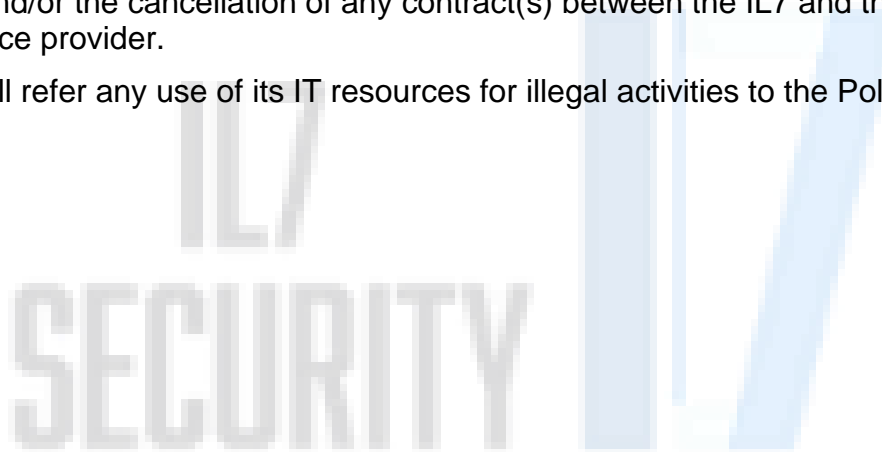 nd/or the cancellation of any contract(s) between the IL7 and th
ce provider.
ll refer any use of its IT resources for illegal activities to the Pol
IL7
SECURITY